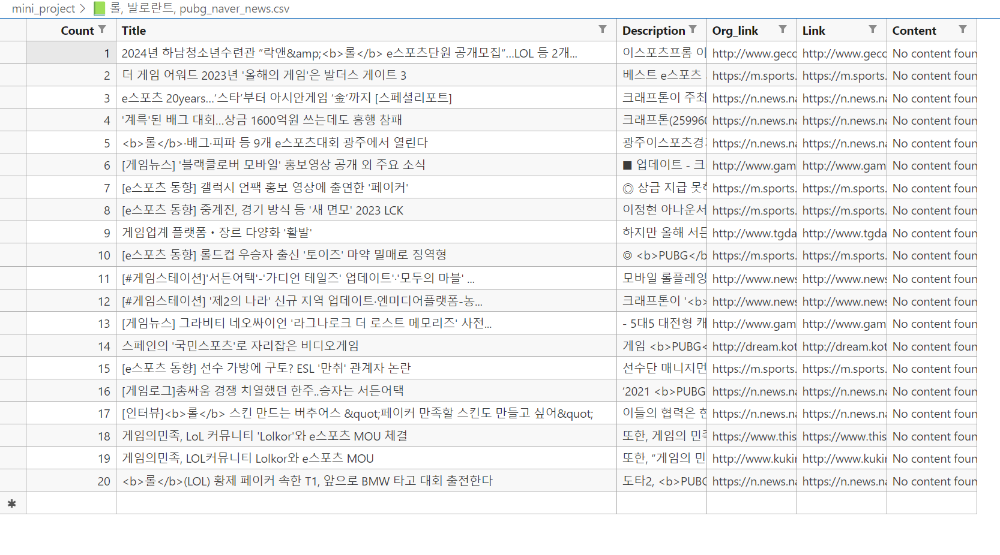 mini_project > 롤, 발로란트, pubg_naver_news.csv
Count Title Description Org_link Link Content
1 2024년 하남청소년수련관 “락앤&amp;<b>롤</b> e스포츠단원 공개모집“...LOL 등 2개... 이스포츠프롬 이 http://www.gecc http://www.gecc No content foun
2 더 게임 어워드 2023년 '올해의 게임'은 발더스 게이트 3 베스트 e스포츠 https://m.sports. https://m.sports. No content foun
3 e스포츠 20years…‘스타’부터 아시안게임 ‘金’까지 [스페셜리포트] 크래프톤이 주최 https://n.news.na https://n.news.na No content foun
4 '계륵'된 배그 대회…상금 1600억원 쓰는데도 흥행 참패 크래프톤(259960 https://n.news.na https://n.news.na No content foun
5 <b>롤</b>·배그·피파 등 9개 e스포츠대회 광주에서 열린다 광주이스포츠경기 https://n.news.na https://n.news.na No content foun
6 [게임뉴스] '블랙클로버 모바일' 홍보영상 공개 외 주요 소식 ■ 업데이트 - 크 http://www.gam http://www.gam No content foun
7 [e스포츠 동향] 갤럭시 언팩 홍보 영상에 출연한 '페이커' ◎ 상금 지급 못 https://m.sports. https://m.sports. No content foun
8 [e스포츠 동향] 중계진, 경기 방식 등 '새 면모' 2023 LCK 이정현 아나운서 https://m.sports. https://m.sports. No content foun
9 게임업계 플랫폼・장르 다양화 '활발' 하지만 올해 서든 http://www.tgda http://www.tgda No content foun
10 [e스포츠 동향] 롤드컵 우승자 출신 '토이즈' 마약 밀매로 징역형 ◎ <b>PUBG</b https://m.sports. https://m.sports. No content foun
11 [#게임스테이션]'서든어택'-'가디언 테일즈' 업데이트'·'모두의 마블' ... 모바일 롤플레잉 http://www.news http://www.news No content foun
12 [#게임스테이션] '제2의 나라' 신규 지역 업데이트·엔미디어플랫폼-농... 크래프톤이 '<b> http://www.news http://www.news No content foun
13 [게임뉴스] 그라비티 네오싸이언 '라그나로크 더 로스트 메모리즈' 사전... - 5대5 대전형 캐 http://www.gam http://www.gam No content foun
14 스페인의 '국민스포츠'로 자리잡은 비디오게임 게임 <b>PUBG< http://dream.kot http://dream.kot No content foun
15 [e스포츠 동향] 선수 가방에 구토? ESL '만취' 관계자 논란 선수단 매니지먼 https://m.sports. https://m.sports. No content foun
16 [게임로그]총싸움 경쟁 치열했던 한주..승자는 서든어택 ‘2021 <b>PUBG https://n.news.na https://n.news.na No content foun
17 [인터뷰]<b>롤</b> 스킨 만드는 버추어스 &quot;페이커 만족할 스킨도 만들고 싶어&quot; 이들의 협력은 한 https://n.news.na https://n.news.na No content foun
18 게임의민족, LoL 커뮤니티 'Lolkor'와 e스포츠 MOU 체결 또한, 게임의 민족 https://www.this https://www.this No content foun
19 게임의민족, LOL커뮤니티 Lolkor와 e스포츠 MOU 또한, “게임의 민 http://www.kukin http://www.kukin No content foun
20 <b>롤</b>(LOL) 황제 페이커 속한 T1, 앞으로 BMW 타고 대회 출전한다 도타2, <b>PUBG https://n.news.na https://n.news.na No content foun